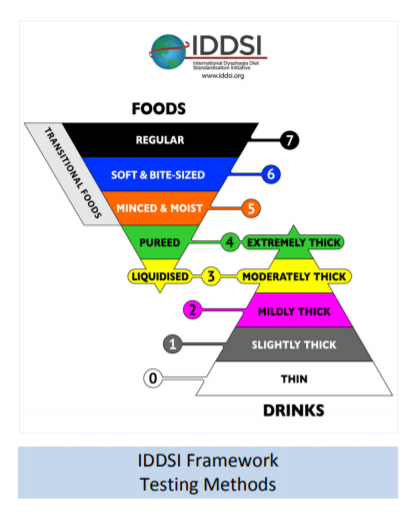 IDDSI
International Dysphagia Diet
Standardisation Initiative
www.iddsi.org
FOODS
TRANSITIONAL FOODS
REGULAR
7
SOFT & BITE-SIZED
6
MINCED & MOIST
5
PUREED
4
EXTREMELY THICK
LIQUIDISED
3
MODERATELY THICK
2
MILDLY THICK
1
SLIGHTLY THICK
0
THIN
DRINKS
IDDSI Framework
Testing Methods